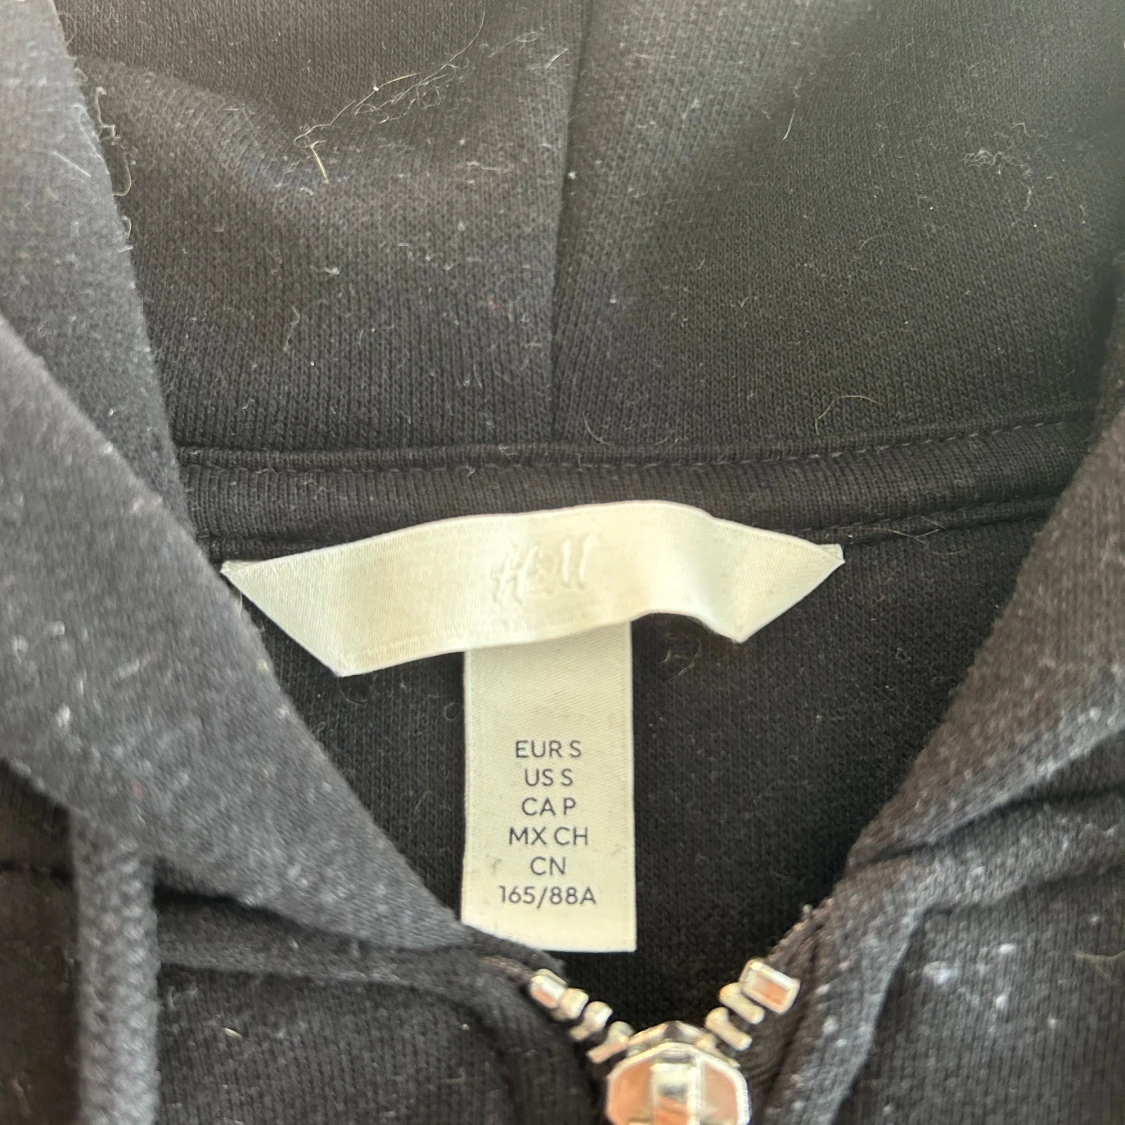 H&M
EUR S
US S
CA P
MX CH
CN
165/88A